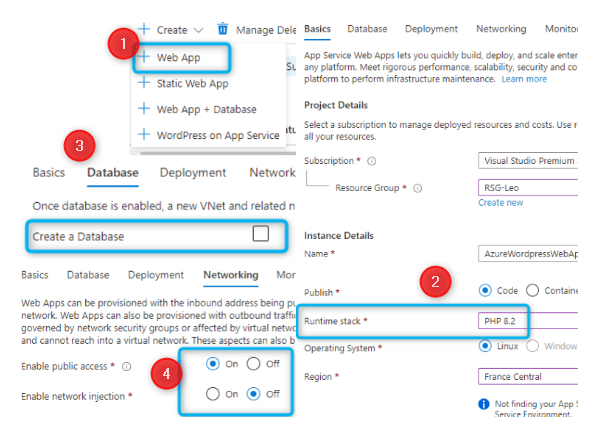 Create
Manage Dele
1
Web App
Su
Static Web App
Web App + Database
WordPress on App Service
3
Basics Database Deployment Network
Once database is enabled, a new VNet and related n
Create a Database
Basics Database Deployment Networking Mor
Web Apps can be provisioned with the inbound address being pu
network. Web Apps can also be provisioned with outbound traffic
governed by network security groups or affected by virtual netwo
and cannot reach into a virtual network. These aspects can also b
Enable public access * On Off
4
Enable network injection * On Off
Basics Database Deployment Networking Monitor
App Service Web Apps lets you quickly build, deploy, and scale enter
any platform. Meet rigorous performance, scalability, security and co
platform to perform infrastructure maintenance. Learn more
Project Details
Select a subscription to manage deployed resources and costs. Use r
all your resources.
Subscription * Visual Studio Premium
Resource Group * RSG-Leo
Create new
Instance Details
Name * AzureWordpressWebAp
2
Publish * Code Containe
Runtime stack * PHP 8.2
Operating System * Linux Window
Region * France Central
Not finding your App S
Service Environment.